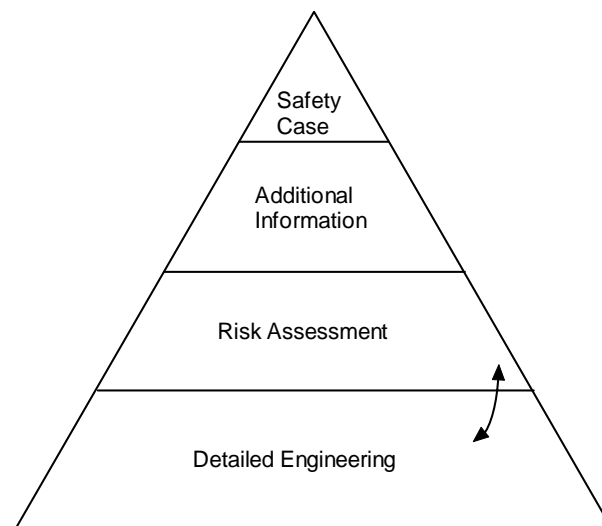 Safety
Case
Additional
Information
Risk Assessment
Detailed Engineering